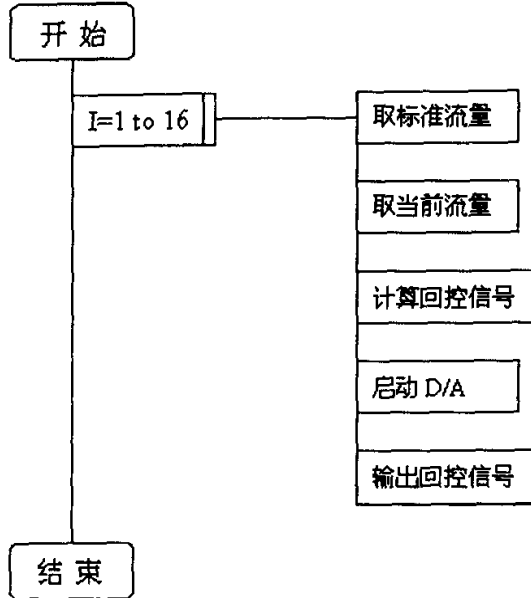 开 始
I=1 to 16
取标准流量
取当前流量
计算回控信号
启动 D/A
输出回控信号
结 束